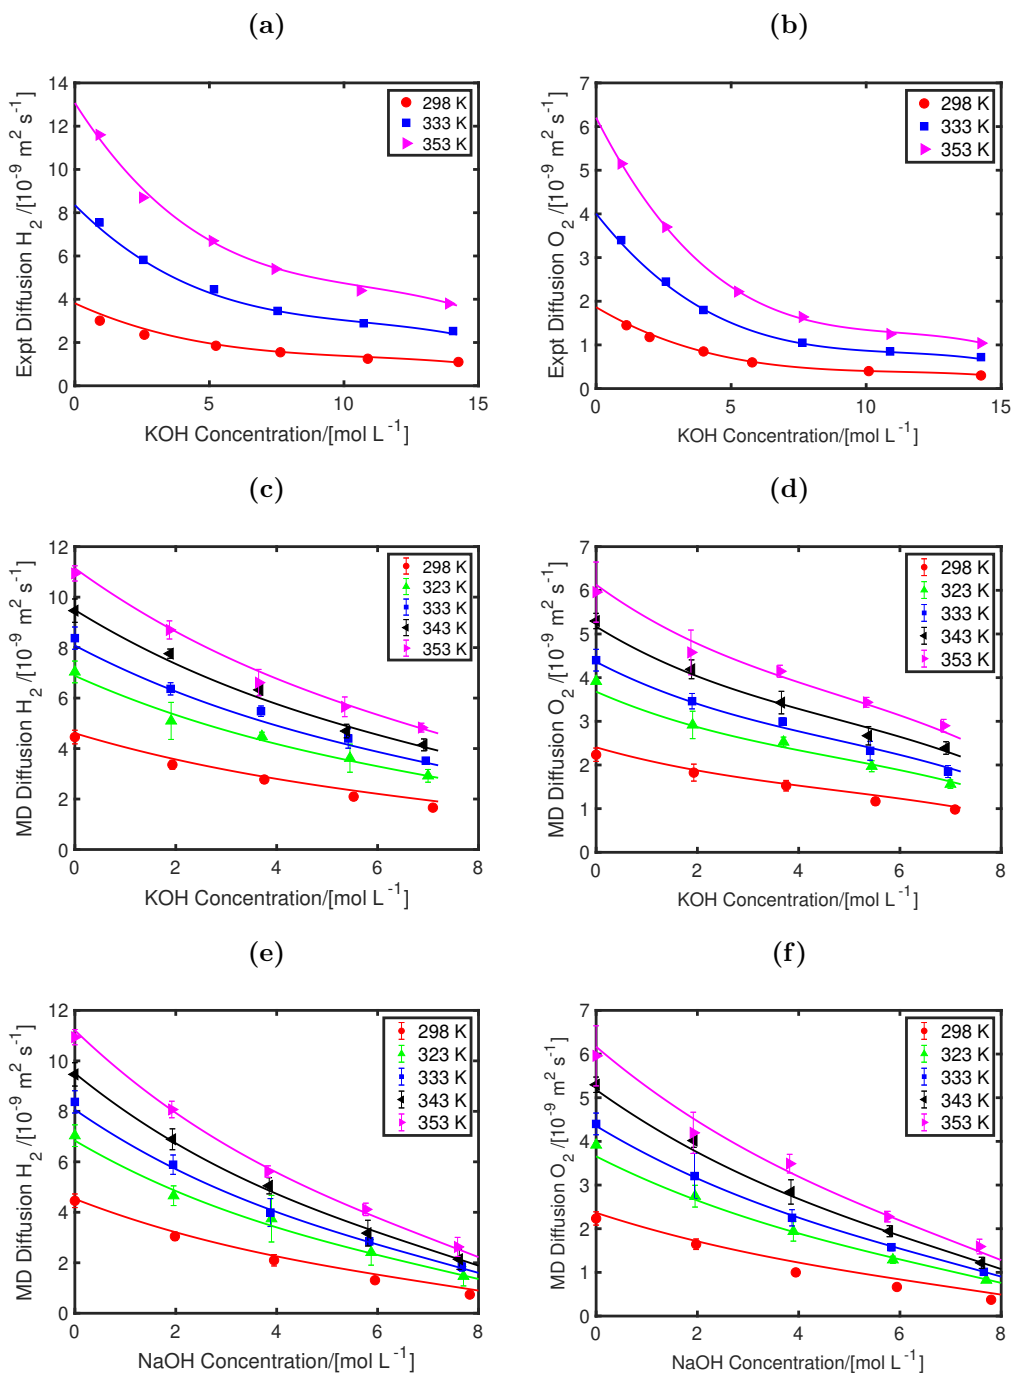 (a)
Expt Diffusion H2 /[10-9 m2 s-1]
14
12
10
8
6
4
2
0
298 K
333 K
353 K
0 5 10 15
KOH Concentration/[mol L-1]
(b)
Expt Diffusion O2 /[10-9 m2 s-1]
7
6
5
4
3
2
1
0
298 K
333 K
353 K
0 5 10 15
KOH Concentration/[mol L-1]
(c)
MD Diffusion H2 /[10-9 m2 s-1]
12
10
8
6
4
2
0
298 K
323 K
333 K
343 K
353 K
0 2 4 6 8
KOH Concentration/[mol L-1]
(d)
MD Diffusion O2 /[10-9 m2 s-1]
7
6
5
4
3
2
1
0
298 K
323 K
333 K
343 K
353 K
0 2 4 6 8
KOH Concentration/[mol L-1]
(e)
MD Diffusion H2 /[10-9 m2 s-1]
12
10
8
6
4
2
0
298 K
323 K
333 K
343 K
353 K
0 2 4 6 8
NaOH Concentration/[mol L-1]
(f)
MD Diffusion O2 /[10-9 m2 s-1]
7
6
5
4
3
2
1
0
298 K
323 K
333 K
343 K
353 K
0 2 4 6 8
NaOH Concentration/[mol L-1]